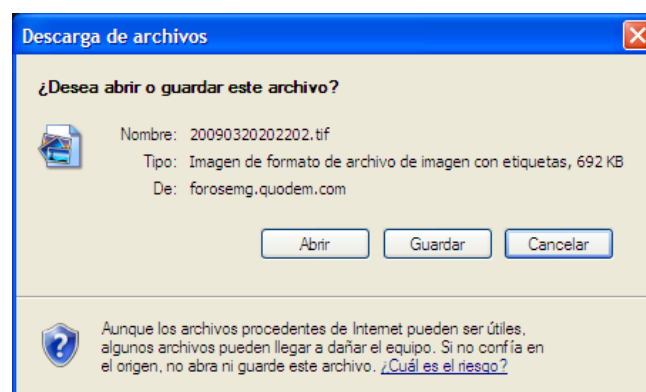 Descarga de archivos
¿Desea abrir o guardar este archivo?
Nombre: 20090320202202.tif
Tipo: Imagen de formato de archivo de imagen con etiquetas, 692 KB
De: forosemg.quodem.com
Abrir Guardar Cancelar
Aunque los archivos procedentes de Internet pueden ser útiles,
algunos archivos pueden llegar a dañar el equipo. Si no confía en
el origen, no abra ni guarde este archivo. ¿Cuál es el riesgo?